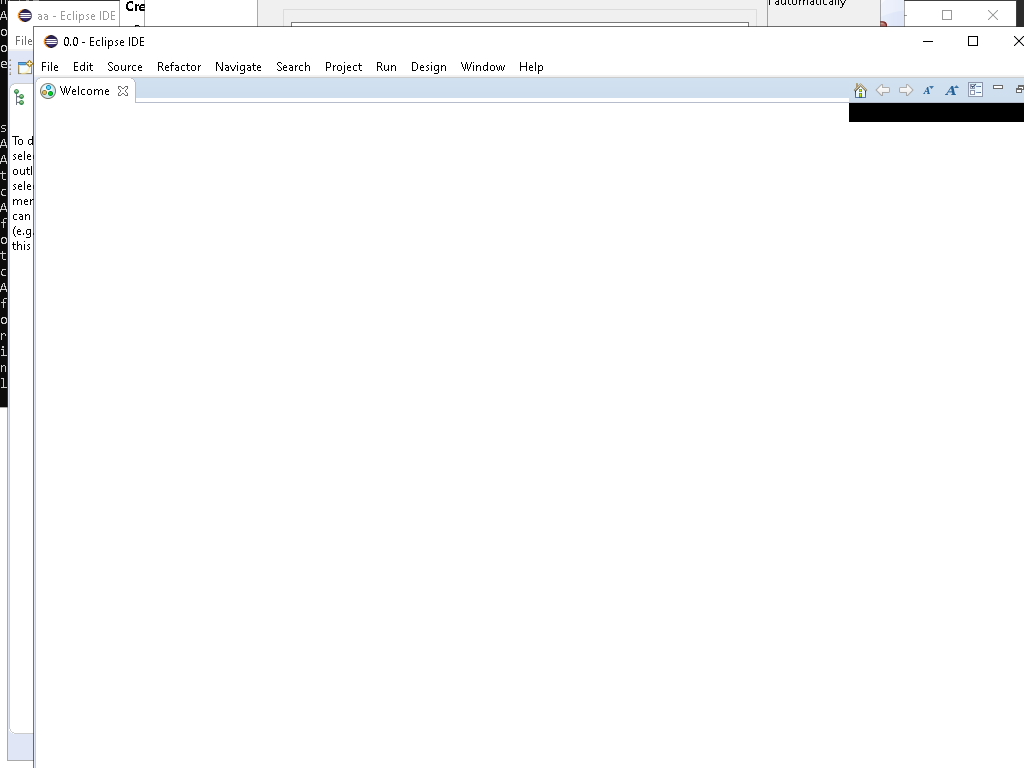 Cre
l automatically
aa - Eclipse IDE
File
0.0 - Eclipse IDE
File Edit Source Refactor Navigate Search Project Run Design Window Help
Welcome
To d
sele
outl
sele
mer
can
(e.g.
this
s
A
A
t
c
A
f
o
t
c
A
f
o
r
i
n
l